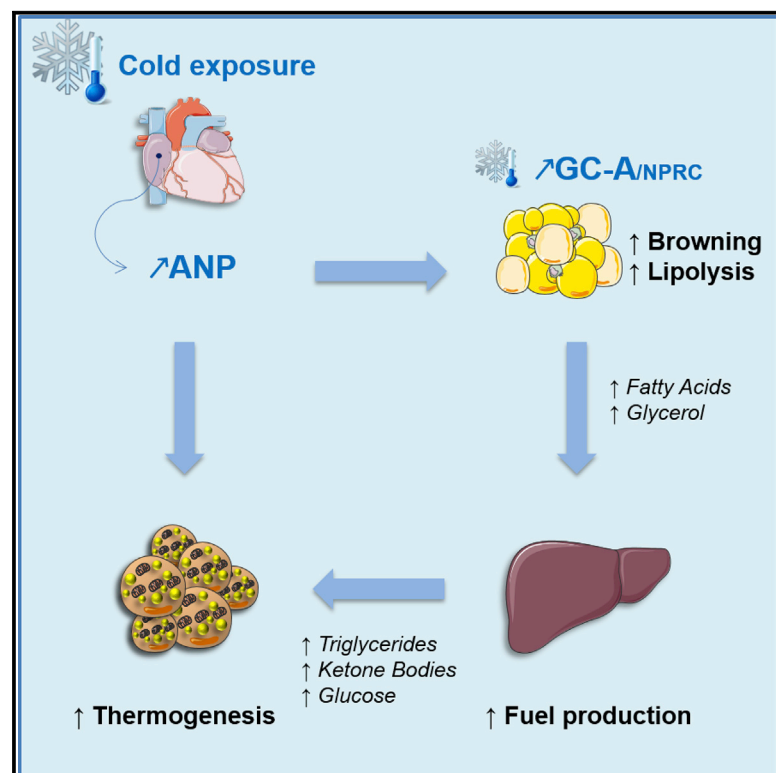 Cold exposure
↗GC-A/NPRC
↗ANP
↑ Browning
↑ Lipolysis
↑ Fatty Acids
↑ Glycerol
↑ Triglycerides
↑ Ketone Bodies
↑ Glucose
↑ Thermogenesis
↑ Fuel production